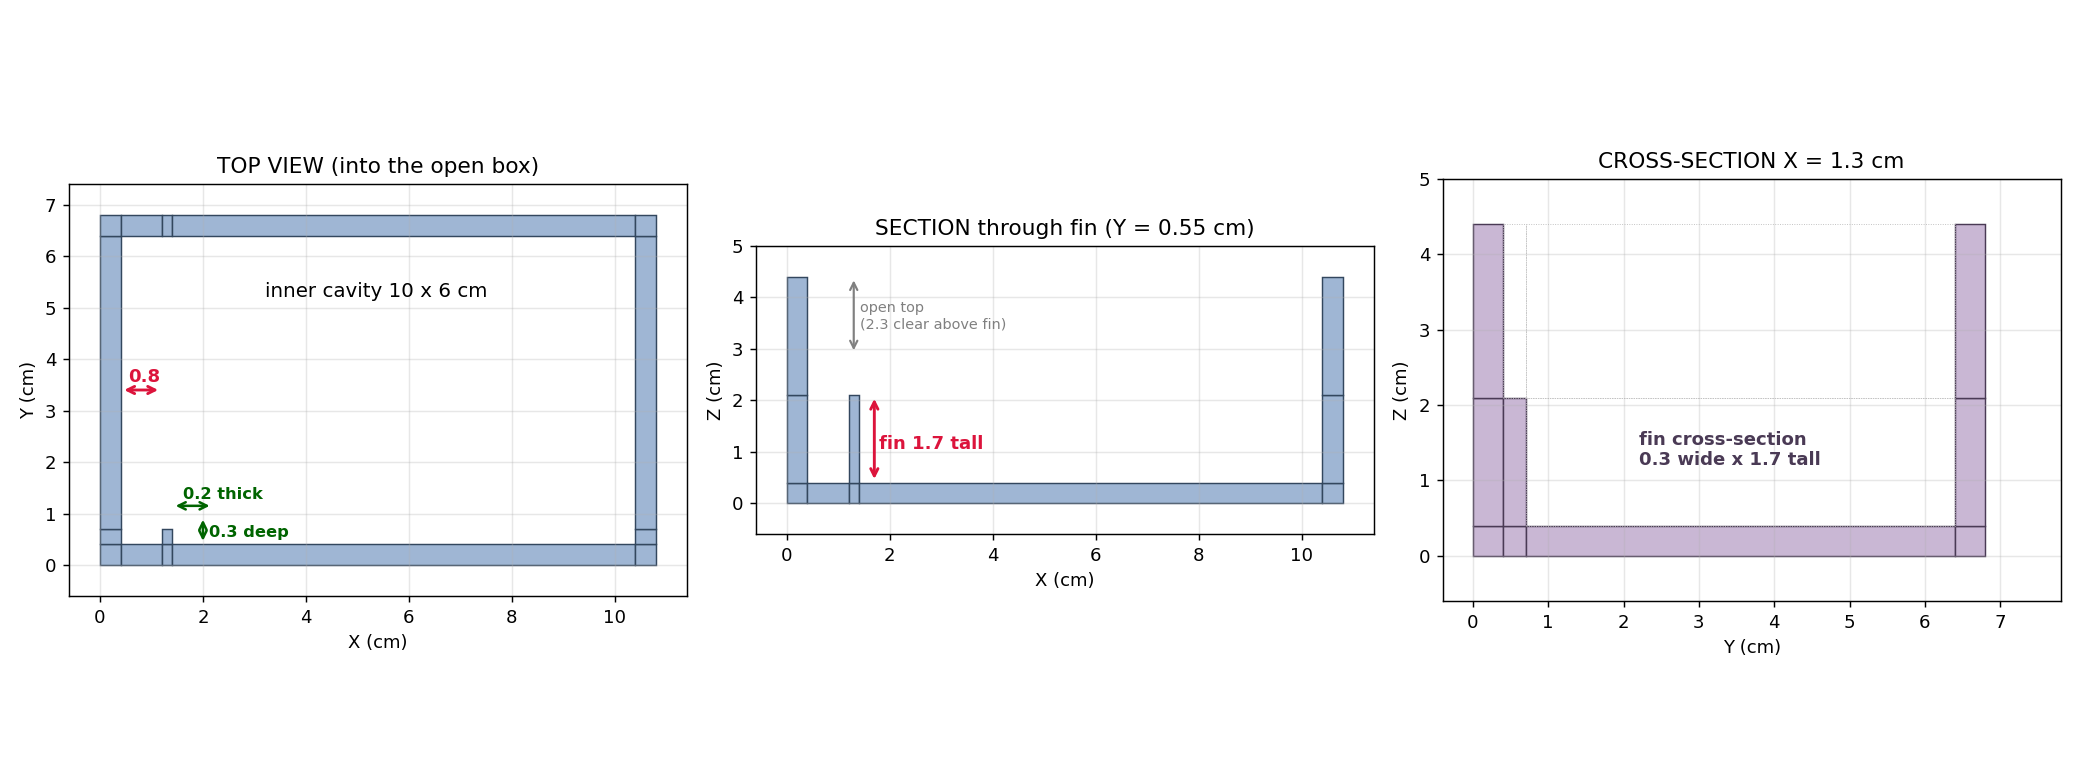 TOP VIEW (into the open box)
7
6
5
4
3
2
1
0
Y (cm)
inner cavity 10 x 6 cm
0.8
0.2 thick
0.3 deep
0
2
4
6
8
10
X (cm)
SECTION through fin (Y = 0.55 cm)
5
4
3
2
1
0
Z (cm)
open top
(2.3 clear above fin)
fin 1.7 tall
0
2
4
6
8
10
X (cm)
CROSS-SECTION X = 1.3 cm
5
4
3
2
1
0
Z (cm)
fin cross-section
0.3 wide x 1.7 tall
0
1
2
3
4
5
6
7
Y (cm)